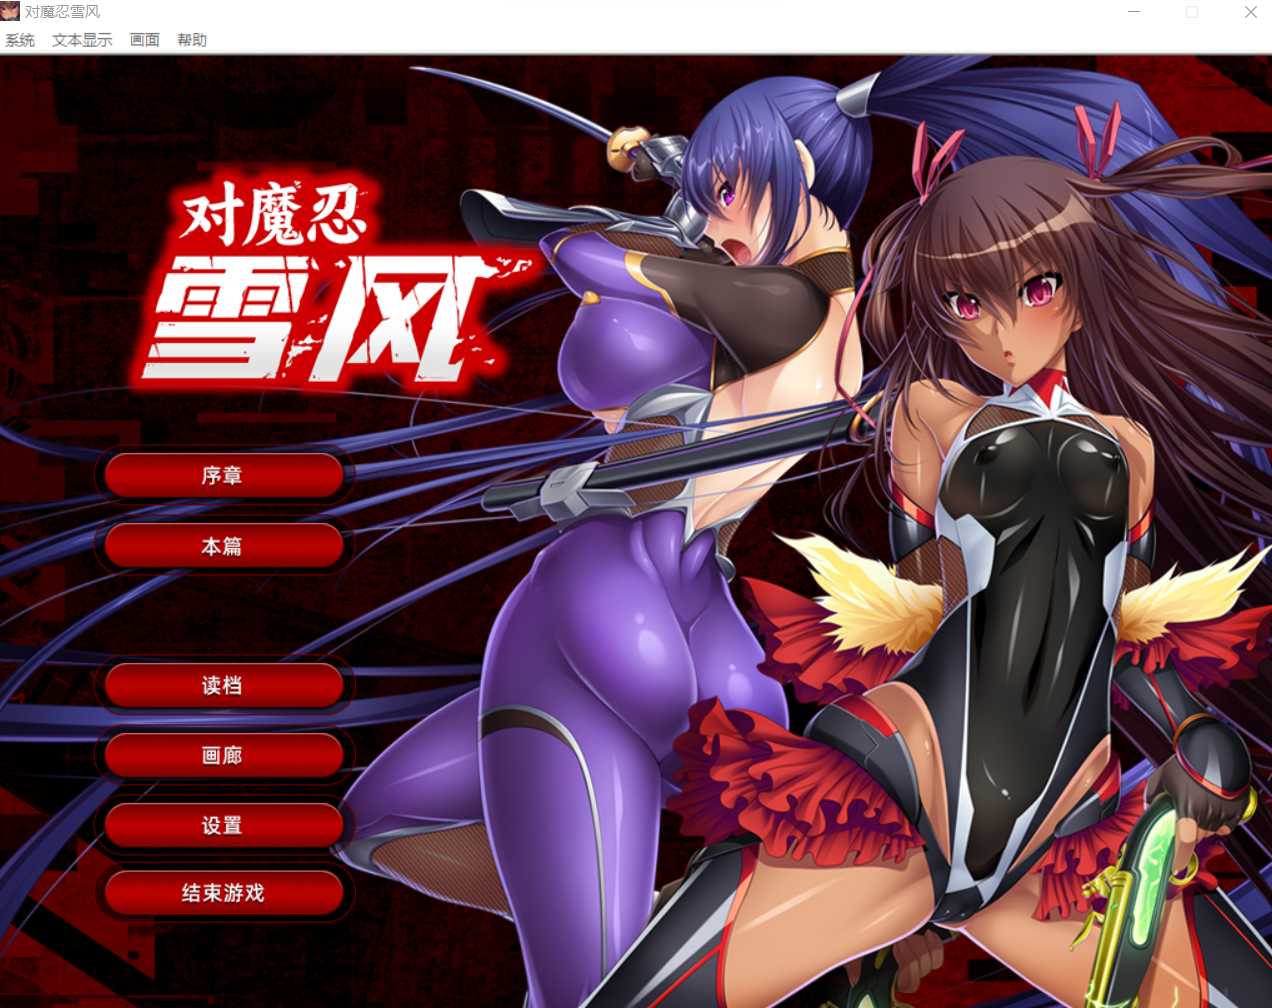 对魔忍雪风
系统 文本显示 画面 帮助
对魔忍
雪风
序章
本篇
读档
画廊
设置
结束游戏